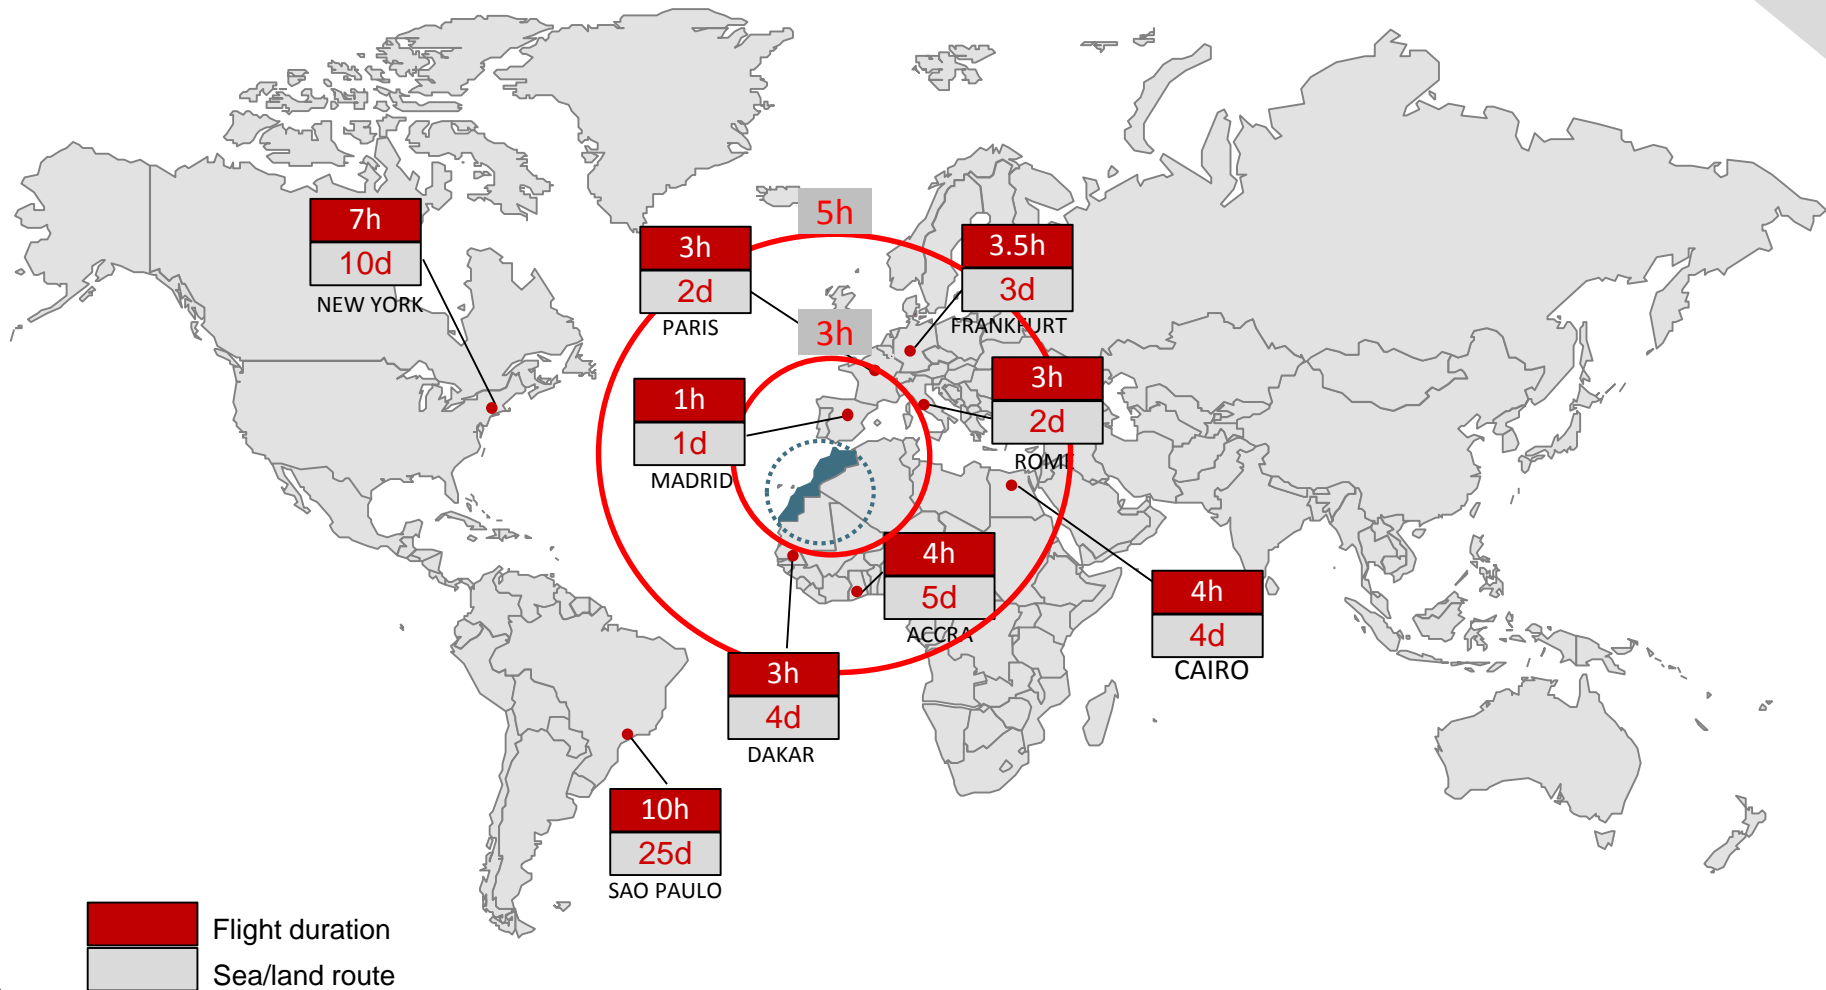 7h
10d
NEW YORK
5h
3h
2d
PARIS
3.5h
3d
FRANKFURT
3h
1h
1d
MADRID
3h
2d
ROME
4h
5d
ACCRA
4h
4d
CAIRO
3h
4d
DAKAR
10h
25d
SAO PAULO
Flight duration
Sea/land route